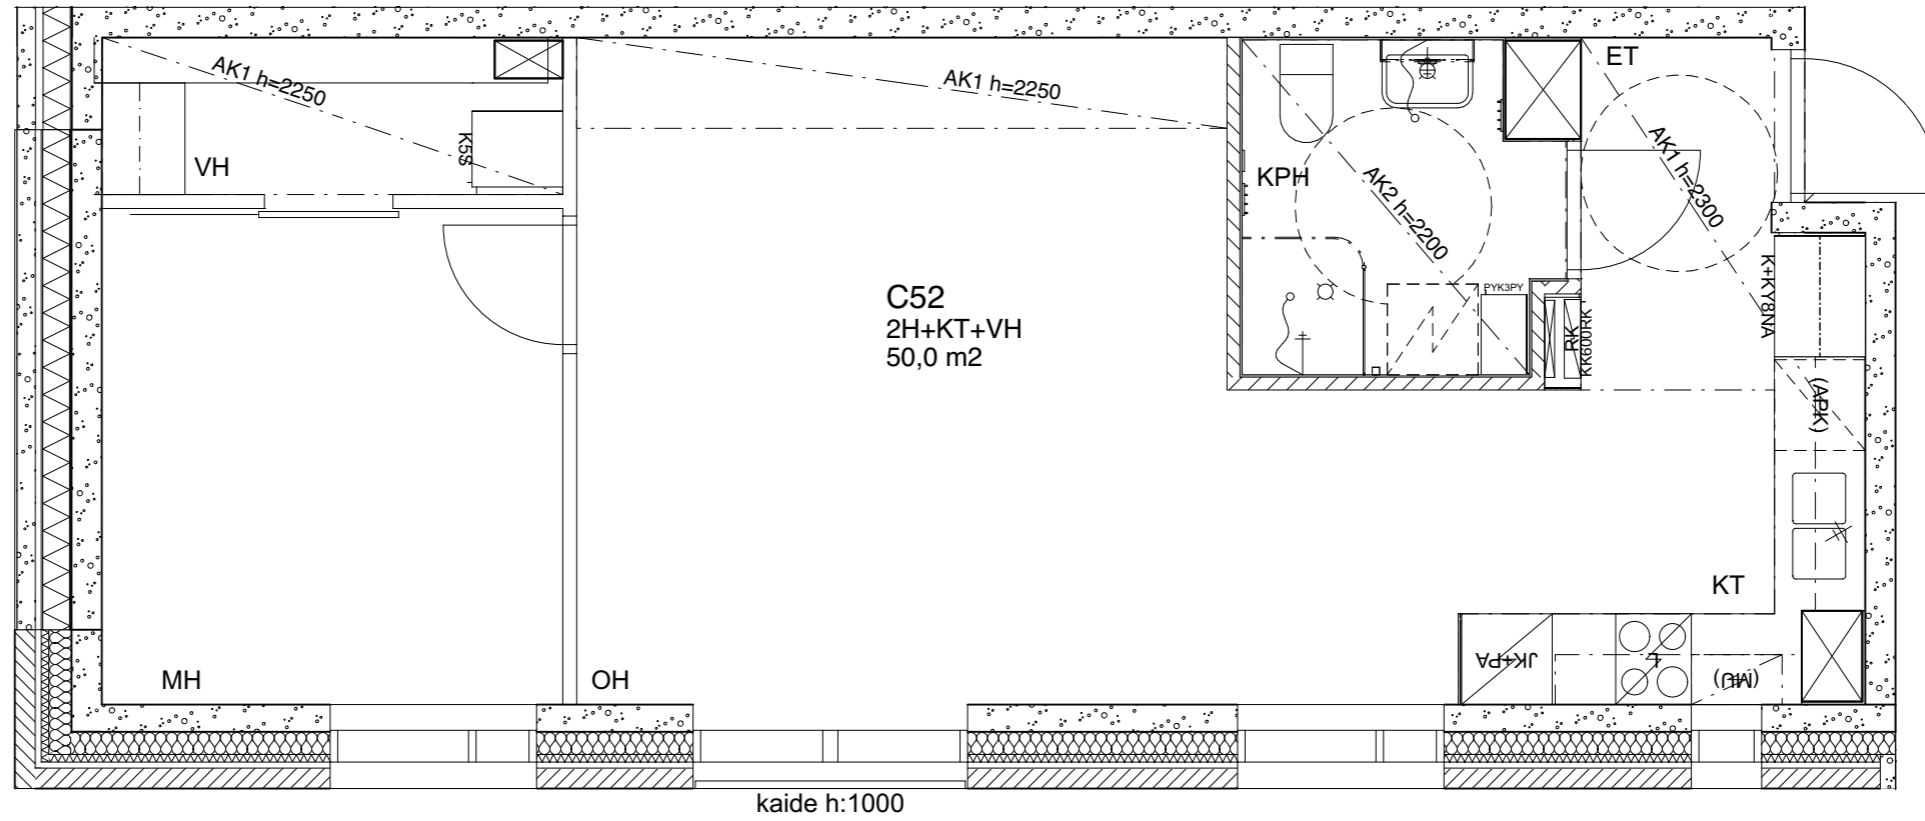 AK1 h=2250
AK1 h=2250
ET
VH
K5S
KPH
AK2 h=2200
AK1 h=2300
C52
2H+KT+VH
50,0 m2
PYK3PY
RK
KK600RK
K+KY8NA
(APK)
KT
MH
OH
JK+PA
L
(MU)
kaide h:1000